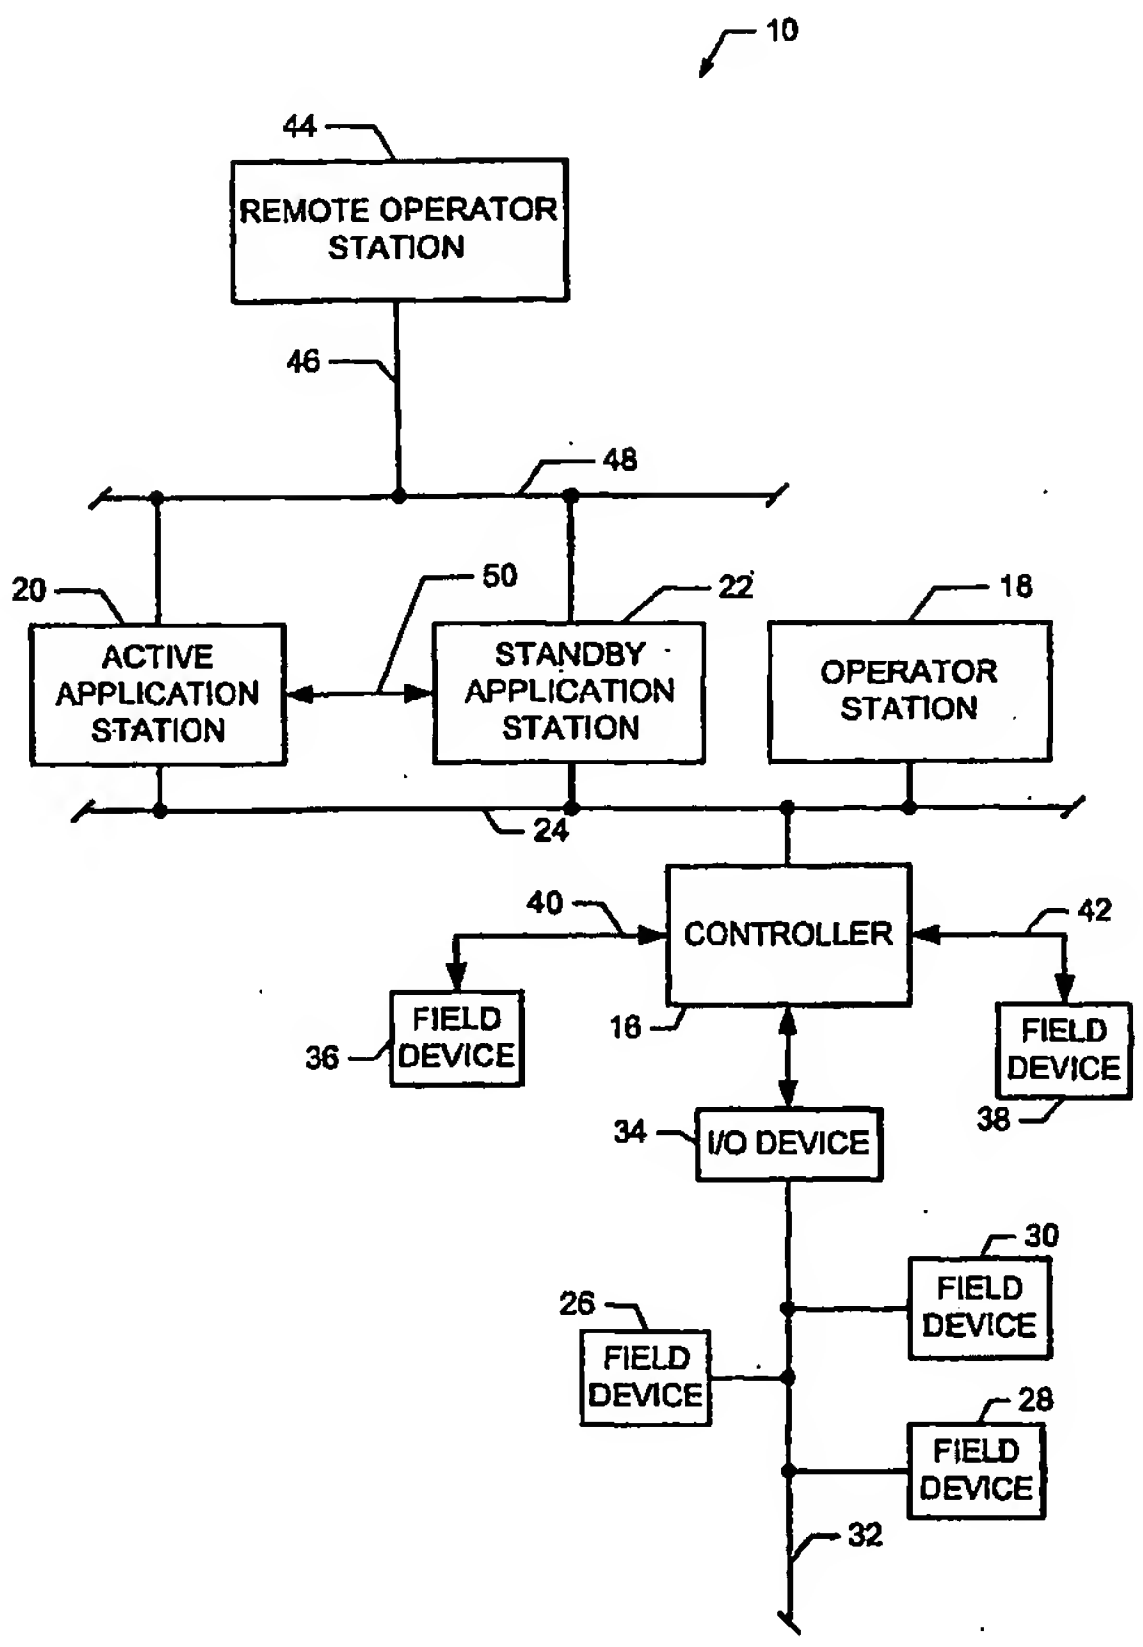 10
44
REMOTE OPERATOR
STATION
46
48
20
50
22
18
ACTIVE
APPLICATION
STATION
STANDBY
APPLICATION
STATION
OPERATOR
STATION
24
40
CONTROLLER
42
16
FIELD
DEVICE
36
FIELD
DEVICE
38
34
I/O DEVICE
30
FIELD
DEVICE
26
FIELD
DEVICE
28
FIELD
DEVICE
32